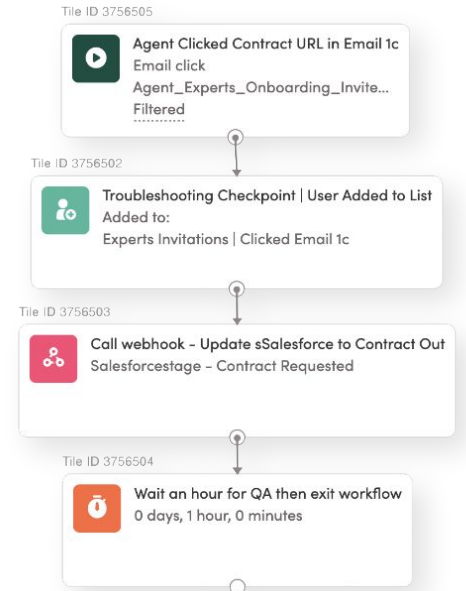 Tile ID 3756505
Agent Clicked Contract URL in Email 1c
Email click
Agent_Experts_Onboarding_Invite...
Filtered
Tile ID 3756502
Troubleshooting Checkpoint | User Added to List
Added to:
Experts Invitations | Clicked Email 1c
Tile ID 3756503
Call webhook - Update sSalesforce to Contract Out
Salesforcestage - Contract Requested
Tile ID 3756504
Wait an hour for QA then exit workflow
0 days, 1 hour, 0 minutes